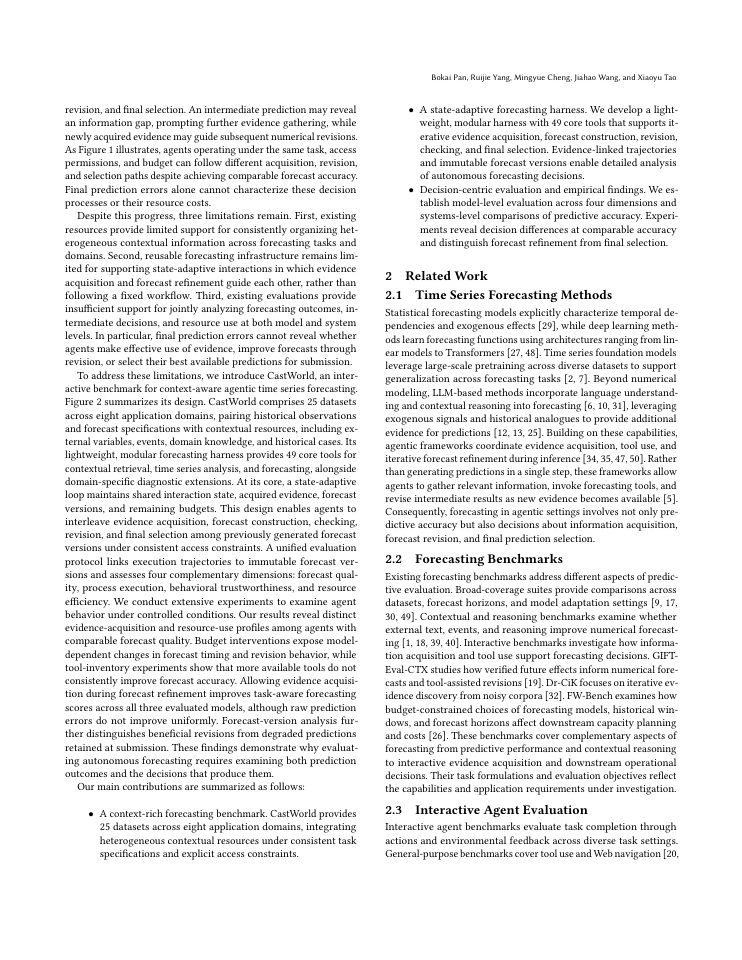 Bokai Pan, Ruijie Yang, Mingyue Cheng, Jiahao Wang, and Xiaoyu Tao
revision, and final selection. An intermediate prediction may reveal
an information gap, prompting further evidence gathering, while
newly acquired evidence may guide subsequent numerical revisions.
As Figure 1 illustrates, agents operating under the same task, access
permissions, and budget can follow different acquisition, revision,
and selection paths despite achieving comparable forecast accuracy.
Final prediction errors alone cannot characterize these decision
processes or their resource costs.
Despite this progress, three limitations remain. First, existing
resources provide limited support for consistently organizing het-
erogeneous contextual information across forecasting tasks and
domains. Second, reusable forecasting infrastructure remains lim-
ited for supporting state-adaptive interactions in which evidence
acquisition and forecast refinement guide each other, rather than
following a fixed workflow. Third, existing evaluations provide
insufficient support for jointly analyzing forecasting outcomes, in-
termediate decisions, and resource use at both model and system
levels. In particular, final prediction errors cannot reveal whether
agents make effective use of evidence, improve forecasts through
revision, or select their best available predictions for submission.
To address these limitations, we introduce CastWorld, an inter-
active benchmark for context-aware agentic time series forecasting.
Figure 2 summarizes its design. CastWorld comprises 25 datasets
across eight application domains, pairing historical observations
and forecast specifications with contextual resources, including ex-
ternal variables, events, domain knowledge, and historical cases. Its
lightweight, modular forecasting harness provides 49 core tools for
contextual retrieval, time series analysis, and forecasting, alongside
domain-specific diagnostic extensions. At its core, a state-adaptive
loop maintains shared interaction state, acquired evidence, forecast
versions, and remaining budgets. This design enables agents to
interleave evidence acquisition, forecast construction, checking,
revision, and final selection among previously generated forecast
versions under consistent access constraints. A unified evaluation
protocol links execution trajectories to immutable forecast ver-
sions and assesses four complementary dimensions: forecast qual-
ity, process execution, behavioral trustworthiness, and resource
efficiency. We conduct extensive experiments to examine agent
behavior under controlled conditions. Our results reveal distinct
evidence-acquisition and resource-use profiles among agents with
comparable forecast quality. Budget interventions expose model-
dependent changes in forecast timing and revision behavior, while
tool-inventory experiments show that more available tools do not
consistently improve forecast accuracy. Allowing evidence acquisi-
tion during forecast refinement improves task-aware forecasting
scores across all three evaluated models, although raw prediction
errors do not improve uniformly. Forecast-version analysis fur-
ther distinguishes beneficial revisions from degraded predictions
retained at submission. These findings demonstrate why evaluat-
ing autonomous forecasting requires examining both prediction
outcomes and the decisions that produce them.
Our main contributions are summarized as follows:
• A context-rich forecasting benchmark. CastWorld provides
25 datasets across eight application domains, integrating
heterogeneous contextual resources under consistent task
specifications and explicit access constraints.
• A state-adaptive forecasting harness. We develop a light-
weight, modular harness with 49 core tools that supports it-
erative evidence acquisition, forecast construction, revision,
checking, and final selection. Evidence-linked trajectories
and immutable forecast versions enable detailed analysis
of autonomous forecasting decisions.
• Decision-centric evaluation and empirical findings. We es-
tablish model-level evaluation across four dimensions and
systems-level comparisons of predictive accuracy. Experi-
ments reveal decision differences at comparable accuracy
and distinguish forecast refinement from final selection.
2 Related Work
2.1 Time Series Forecasting Methods
Statistical forecasting models explicitly characterize temporal de-
pendencies and exogenous effects [29], while deep learning meth-
ods learn forecasting functions using architectures ranging from lin-
ear models to Transformers [27, 48]. Time series foundation models
leverage large-scale pretraining across diverse datasets to support
generalization across forecasting tasks [2, 7]. Beyond numerical
modeling, LLM-based methods incorporate language understand-
ing and contextual reasoning into forecasting [6, 10, 31], leveraging
exogenous signals and historical analogues to provide additional
evidence for predictions [12, 13, 25]. Building on these capabilities,
agentic frameworks coordinate evidence acquisition, tool use, and
iterative forecast refinement during inference [34, 35, 47, 50]. Rather
than generating predictions in a single step, these frameworks allow
agents to gather relevant information, invoke forecasting tools, and
revise intermediate results as new evidence becomes available [5].
Consequently, forecasting in agentic settings involves not only pre-
dictive accuracy but also decisions about information acquisition,
forecast revision, and final prediction selection.
2.2 Forecasting Benchmarks
Existing forecasting benchmarks address different aspects of predic-
tive evaluation. Broad-coverage suites provide comparisons across
datasets, forecast horizons, and model adaptation settings [9, 17,
30, 49]. Contextual and reasoning benchmarks examine whether
external text, events, and reasoning improve numerical forecast-
ing [1, 18, 39, 40]. Interactive benchmarks investigate how informa-
tion acquisition and tool use support forecasting decisions. GIFT-
Eval-CTX studies how verified future effects inform numerical fore-
casts and tool-assisted revisions [19]. Dr-CiK focuses on iterative ev-
idence discovery from noisy corpora [32]. FW-Bench examines how
budget-constrained choices of forecasting models, historical win-
dows, and forecast horizons affect downstream capacity planning
and costs [26]. These benchmarks cover complementary aspects of
forecasting from predictive performance and contextual reasoning
to interactive evidence acquisition and downstream operational
decisions. Their task formulations and evaluation objectives reflect
the capabilities and application requirements under investigation.
2.3 Interactive Agent Evaluation
Interactive agent benchmarks evaluate task completion through
actions and environmental feedback across diverse task settings.
General-purpose benchmarks cover tool use and Web navigation [20,